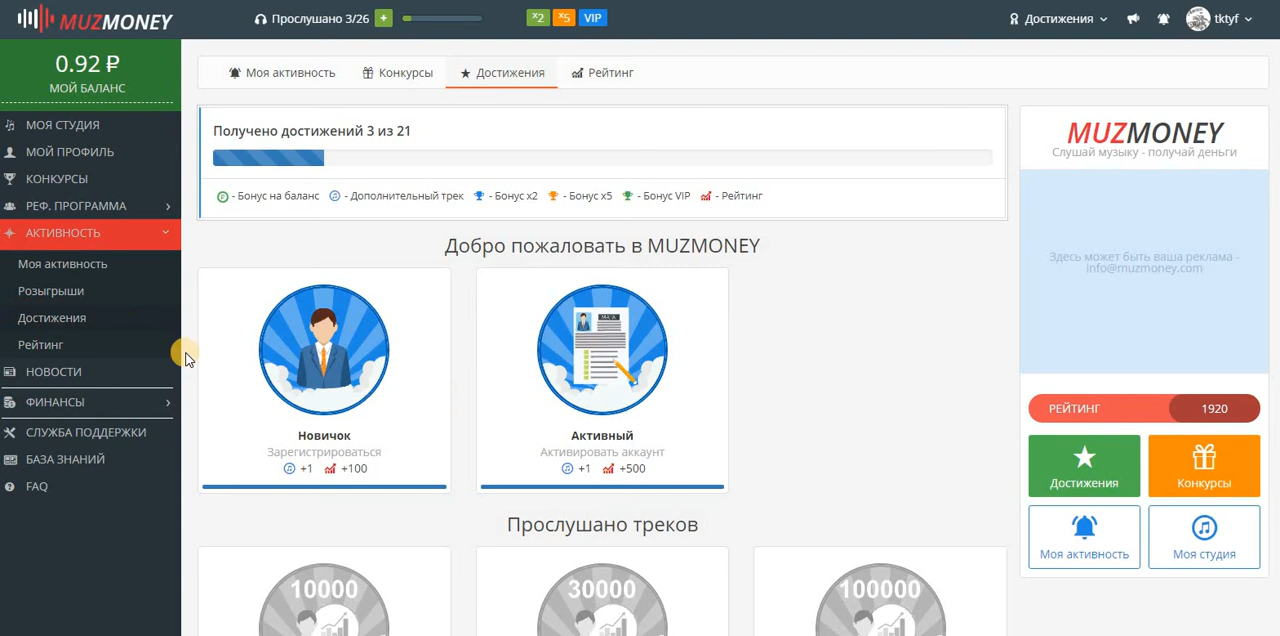 MUZMONEY
Прослушано 3/26 +
x2 x5 VIP
Достижения
tktyf
0.92 ₽
МОЙ БАЛАНС
МОЯ СТУДИЯ
МОЙ ПРОФИЛЬ
КОНКУРСЫ
РЕФ. ПРОГРАММА
АКТИВНОСТЬ
Моя активность
Розыгрыши
Достижения
Рейтинг
НОВОСТИ
ФИНАНСЫ
СЛУЖБА ПОДДЕРЖКИ
БАЗА ЗНАНИЙ
FAQ
Моя активность
Конкурсы
Достижения
Рейтинг
Получено достижений 3 из 21
- Бонус на баланс - Дополнительный трек - Бонус x2 - Бонус x5 - Бонус VIP - Рейтинг
Добро пожаловать в MUZMONEY
Новичок
Зарегистрироваться
+1 +100
Активный
Активировать аккаунт
+1 +500
Прослушано треков
10000
30000
100000
MUZMONEY
Слушай музыку - получай деньги
Здесь может быть ваша реклама -
info@muzmoney.com
РЕЙТИНГ 1920
Достижения
Конкурсы
Моя активность
Моя студия